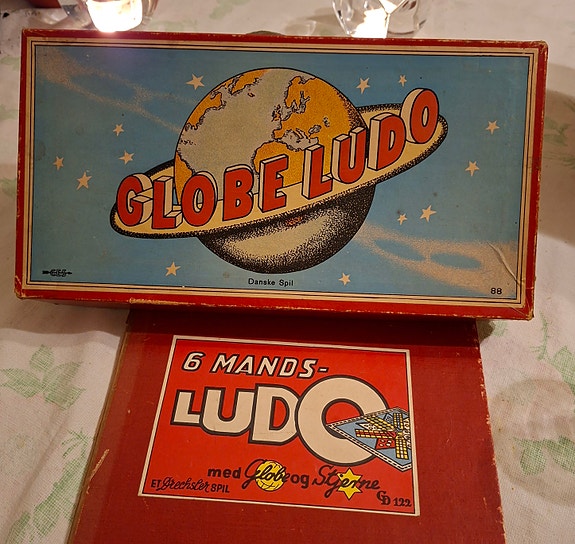 GLOBE LUDO
Danske Spil
88
6 MANDS-
LUDO
med Globe og Stjerne
ET Drechsler SPIL
GD 122